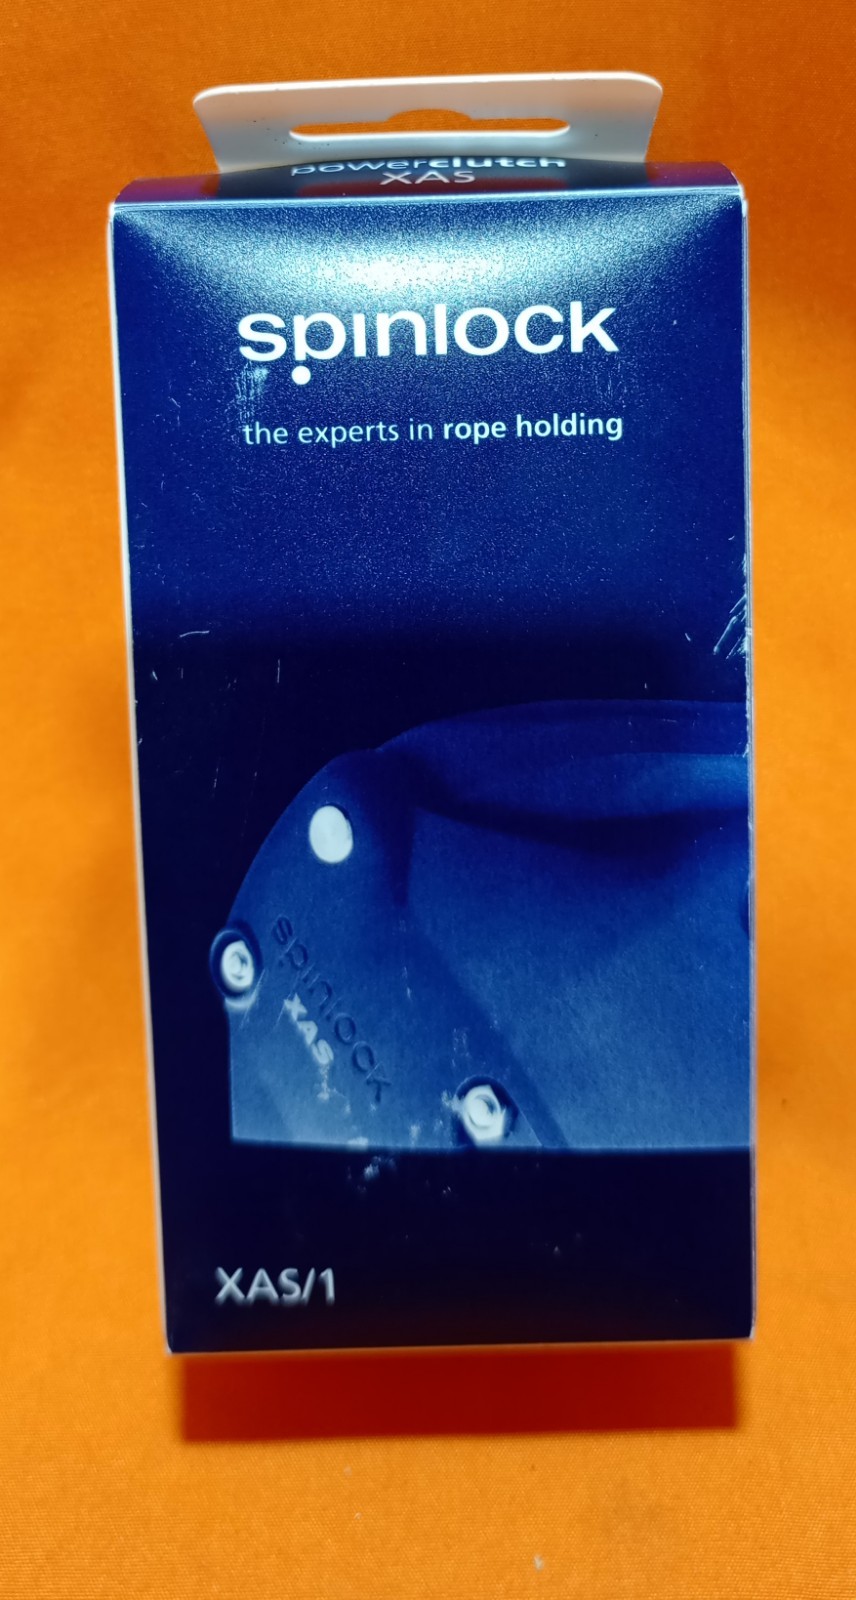 powerclutch
XAS
spinlock
the experts in rope holding
spinlock
XAS
XAS/1